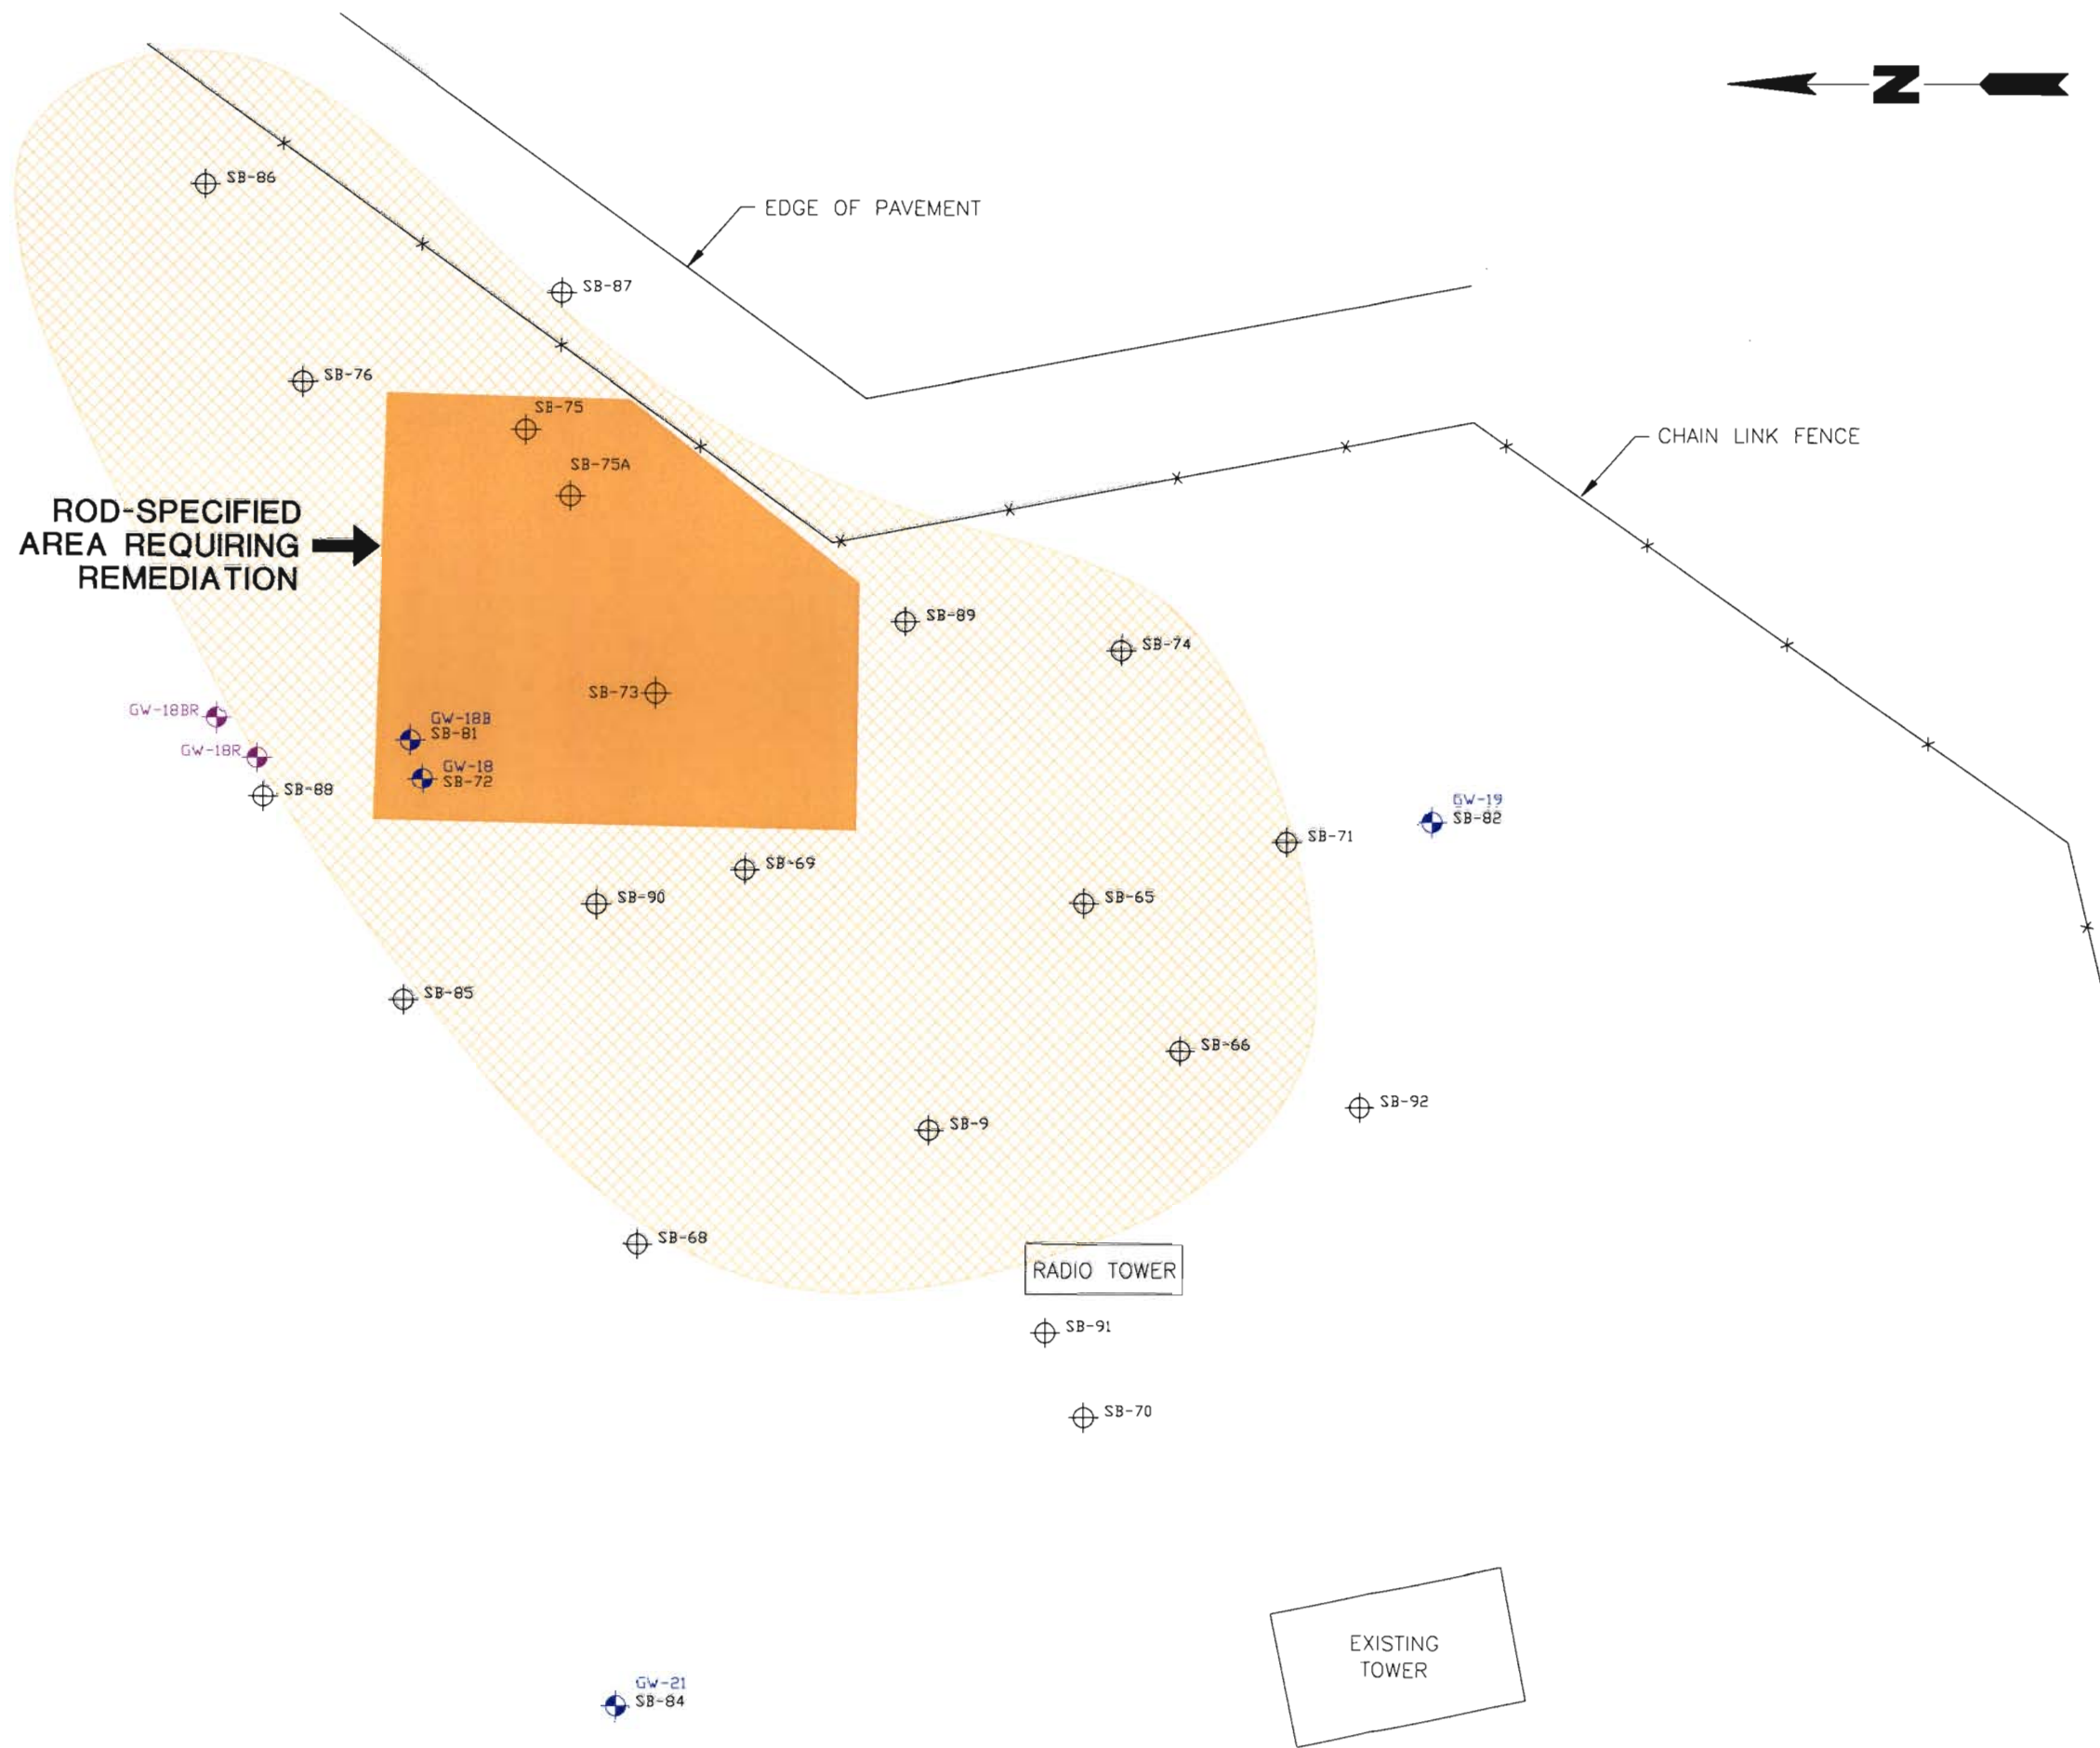 N
SB-86
EDGE OF PAVEMENT
SB-87
SB-76
SB-75
CHAIN LINK FENCE
SB-75A
ROD-SPECIFIED
AREA REQUIRING
REMEDIATION
SB-89
SB-74
SB-73
GW-18BR
GW-18B
SB-81
GW-18R
GW-18
SB-72
SB-88
GW-19
SB-82
SB-71
SB-69
SB-90
SB-65
SB-85
SB-66
SB-92
SB-9
SB-68
RADIO TOWER
SB-91
SB-70
EXISTING
TOWER
GW-21
SB-84